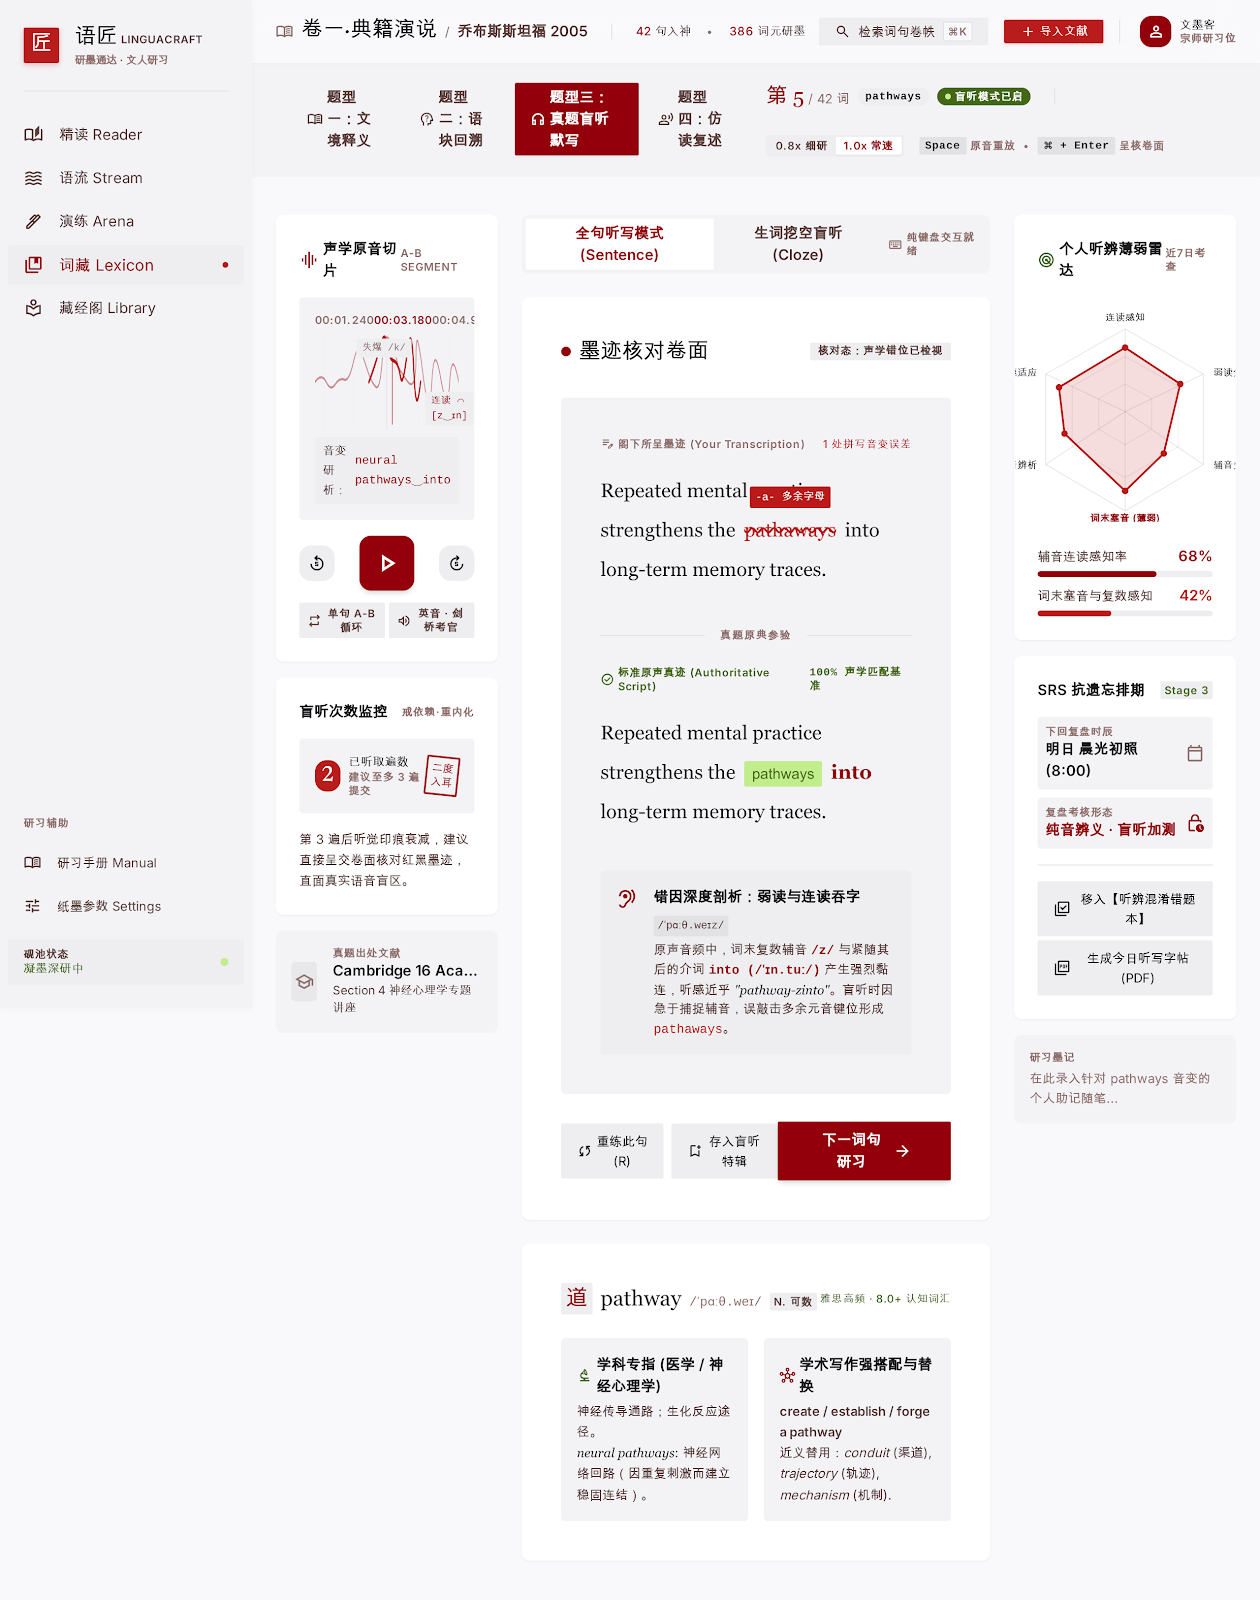 匠
语匠 LINGUACRAFT
研墨通达 · 文人研习
精读 Reader
语流 Stream
演练 Arena
词藏 Lexicon
藏经阁 Library
研习辅助
研习手册 Manual
纸墨参数 Settings
砚池状态
凝墨深研中
卷一·典籍演说 / 乔布斯斯坦福 2005
42 句入神 • 386 词元研墨
检索词句卷帙 ⌘K
导入文献
文墨客
宗师研习位
题型一：文境释义
题型二：语块回溯
题型三：真题盲听默写
题型四：仿读复述
第 5 / 42 词 pathways 盲听模式已启
0.8x 细研 1.0x 常速 Space 原音重放 • ⌘ + Enter 呈核卷面
声学原音切片
A-B SEGMENT
00:01.240 00:03.180 00:04.9
失爆 /k/
连读 ⌒
[z‿ɪn]
音变研析：
neural
pathways‿into
5
5
单句 A-B 循环
英音 · 剑桥考官
盲听次数监控 戒依赖·重内化
2
已听取遍数
建议至多 3 遍提交
二度入耳
第 3 遍后听觉印痕衰减，建议
直接呈交卷面核对红黑墨迹，
直面真实语音盲区。
真题出处文献
Cambridge 16 Aca...
Section 4 神经心理学专题
讲座
全句听写模式 (Sentence)
生词挖空盲听 (Cloze)
纯键盘交互就绪
墨迹核对卷面
核对态：声学错位已检视
阁下所呈墨迹 (Your Transcription) 1 处拼写音变误差
Repeated mental
-a- 多余字母
strengthens the pathaways into
long-term memory traces.
真题原典参验
标准原声真迹 (Authoritative Script)
100% 声学匹配基准
Repeated mental practice
strengthens the pathways into
long-term memory traces.
错因深度剖析：弱读与连读吞字
/ˈpɑːθ.weɪz/
原声音频中，词末复数辅音 /z/ 与紧随其
后的介词 into (/ˈɪn.tuː/) 产生强烈黏
连，听感近乎 "pathway-zinto"。盲听时因
急于捕捉辅音，误敲击多余元音键位形成
pathaways。
重练此句 (R)
存入盲听特辑
下一词句研习
道 pathway /ˈpɑːθ.weɪ/ N. 可数 雅思高频 · 8.0+ 认知词汇
学科专指 (医学 / 神经心理学)
神经传导通路；生化反应途
径。
neural pathways: 神经网
络回路（因重复刺激而建立
稳固连结）。
学术写作强搭配与替换
create / establish / forge
a pathway
近义替用：conduit (渠道),
trajectory (轨迹),
mechanism (机制).
个人听辨薄弱雷达
近7日考查
连读感知
弱读
辅音
词末塞音 (薄弱)
辨析
适应
辅音连读感知率 68%
词末塞音与复数感知 42%
SRS 抗遗忘排期 Stage 3
下回复盘时辰
明日 晨光初照
(8:00)
复盘考核形态
纯音辨义 · 盲听加测
移入【听辨混淆错题本】
生成今日听写字帖 (PDF)
研习墨记
在此录入针对 pathways 音变的
个人助记随笔...